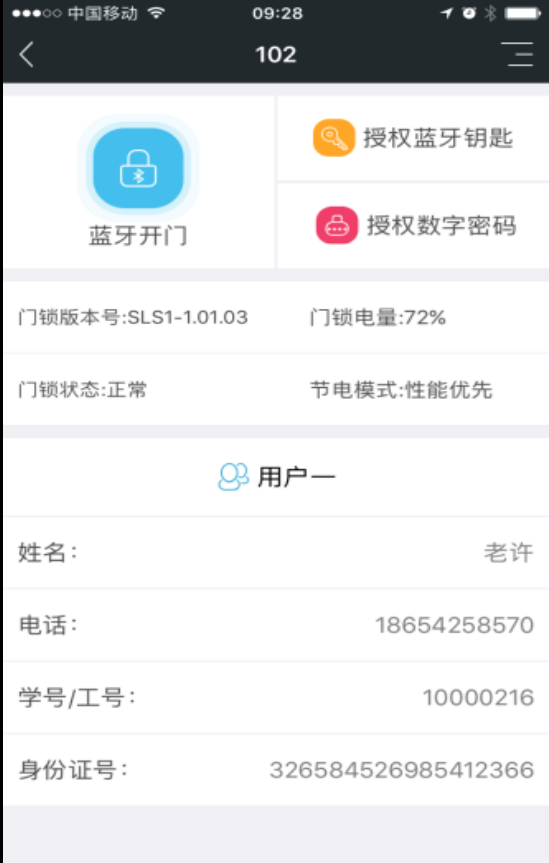 中国移动 09:28
102
蓝牙开门
授权蓝牙钥匙
授权数字密码
门锁版本号:SLS1-1.01.03 门锁电量:72%
门锁状态:正常 节电模式:性能优先
用户一
姓名: 老许
电话: 18654258570
学号/工号: 10000216
身份证号: 326584526985412366